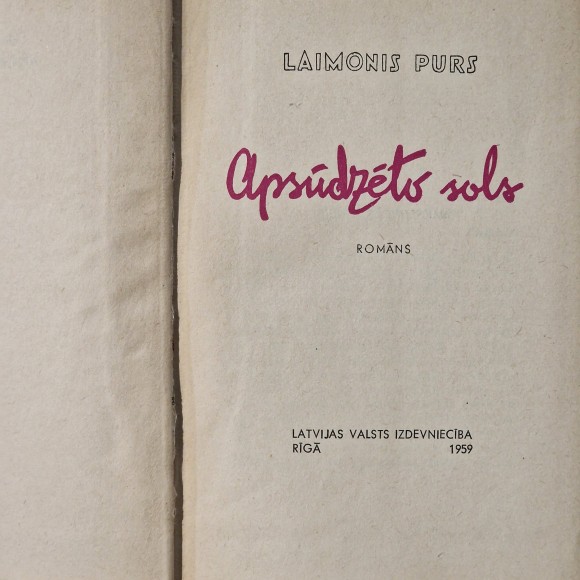 LAIMONIS PURS
Apsūdzēto sols
ROMĀNS
LATVIJAS VALSTS IZDEVNIECĪBA
RĪGĀ 1959